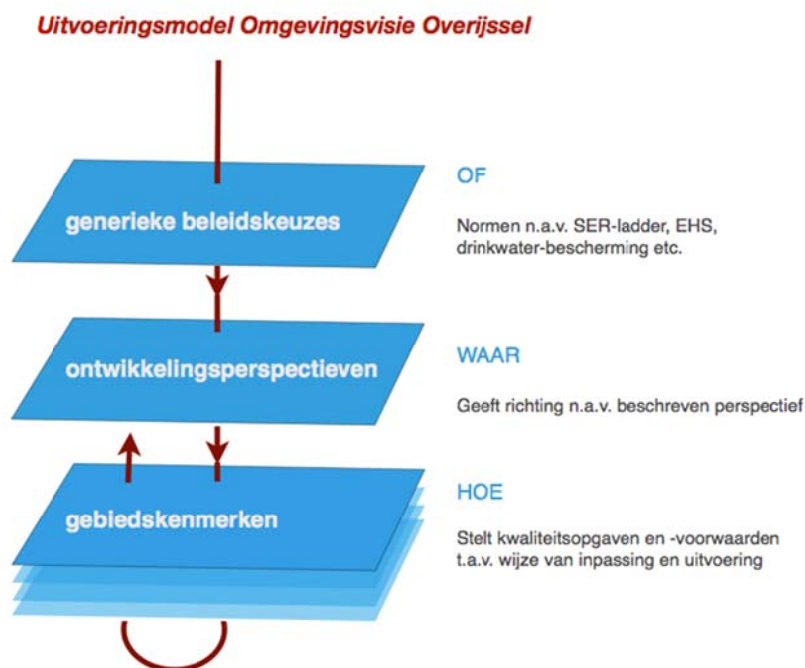 Uitvoeringsmodel Omgevingsvisie Overijssel
generieke beleidskeuzes
OF
Normen n.a.v. SER-ladder, EHS,
drinkwater-bescherming etc.
ontwikkelingsperspectieven
WAAR
Geeft richting n.a.v. beschreven perspectief
gebiedskenmerken
HOE
Stelt kwaliteitsopgaven en -voorwaarden
t.a.v. wijze van inpassing en uitvoering